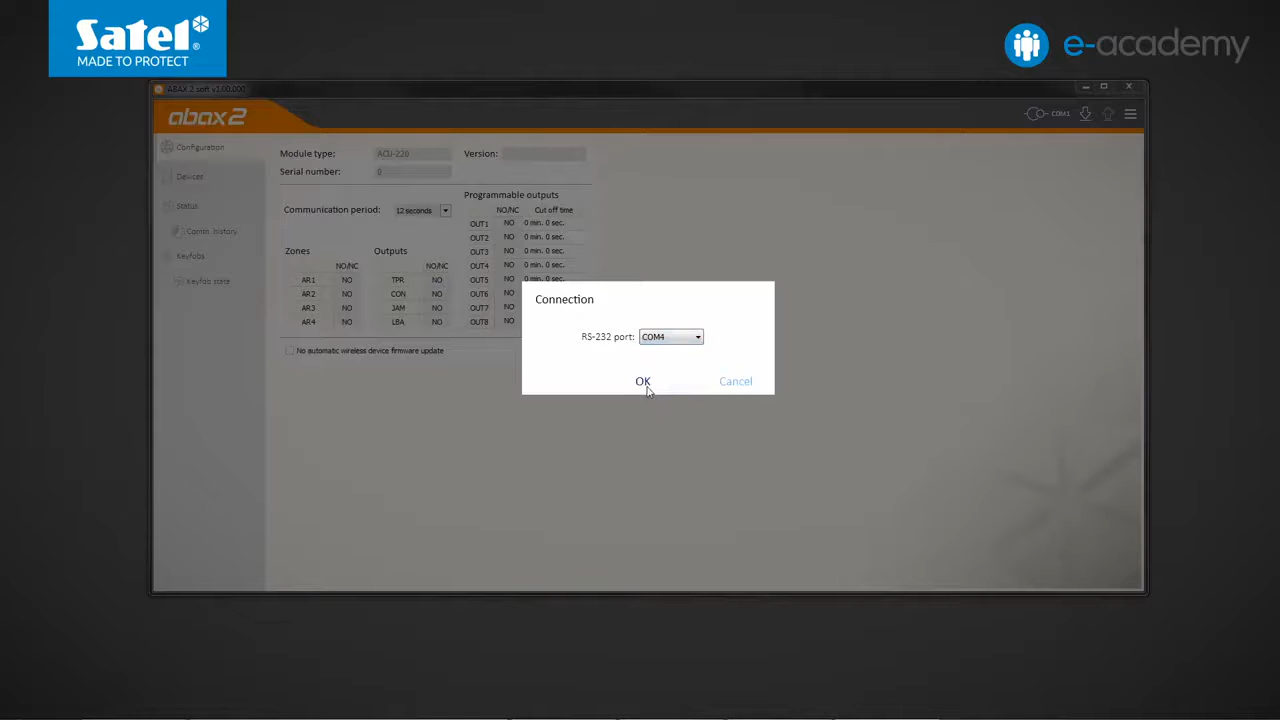 Satel®
MADE TO PROTECT
e-academy
ABAX 2 soft v1.00.000
abax2
COM1
Configuration
Devices
Status
Comm. history
Keyfobs
Keyfob state
Module type: ACU-220 Version:
Serial number: 0
Programmable outputs
Communication period: 12 seconds
NO/NC Cut off time
OUT1 NO 0 min. 0 sec.
OUT2 NO 0 min. 0 sec.
OUT3 NO 0 min. 0 sec.
OUT4 NO 0 min. 0 sec.
OUT5 NO 0 min. 0 sec.
OUT6 NO
OUT7 NO
OUT8 NO
Zones Outputs
NO/NC NO/NC
AR1 NO TPR NO
AR2 NO CON NO
AR3 NO JAM NO
AR4 NO LBA NO
No automatic wireless device firmware update
Connection
RS-232 port: COM4
OK Cancel